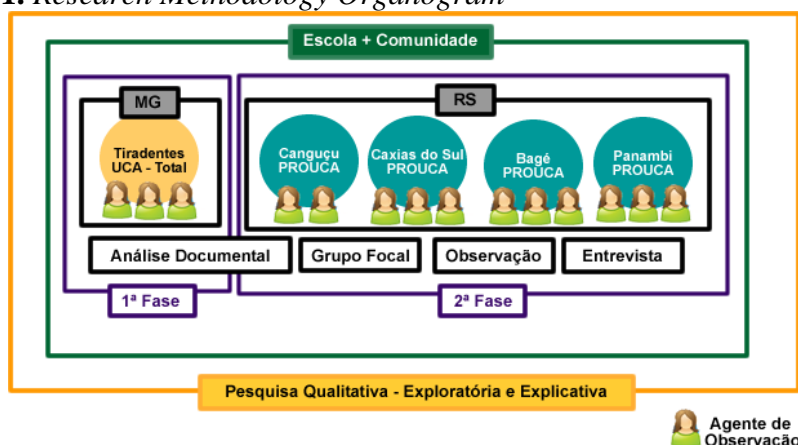 1. Research Methodology Organogram
Escola + Comunidade
MG
RS
Tiradentes
UCA - Total
Canguçu
PROUCA
Caxias do Sul
PROUCA
Bagé
PROUCA
Panambi
PROUCA
Análise Documental
Grupo Focal
Observação
Entrevista
1ª Fase
2ª Fase
Pesquisa Qualitativa - Exploratória e Explicativa
Agente de
Observação